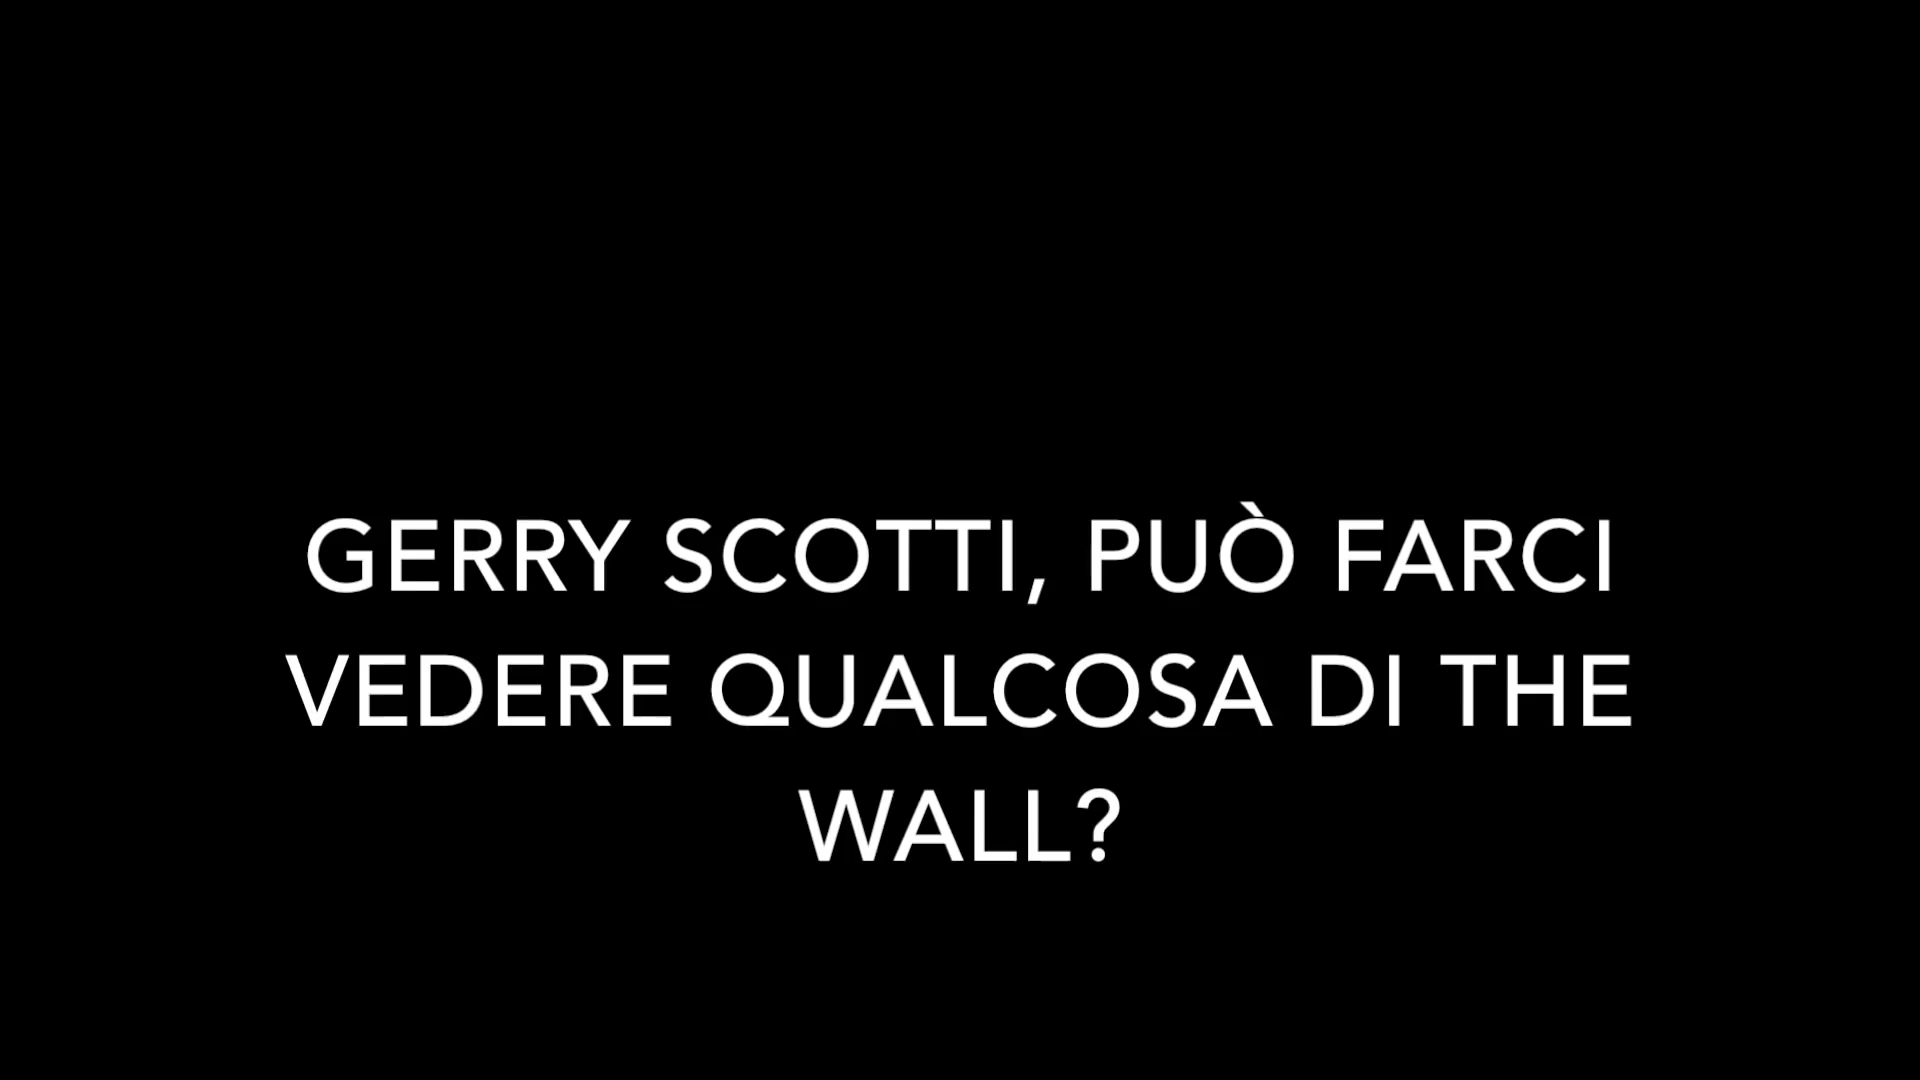 GERRY SCOTTI, PUÒ FARCI
VEDERE QUALCOSA DI THE
WALL?